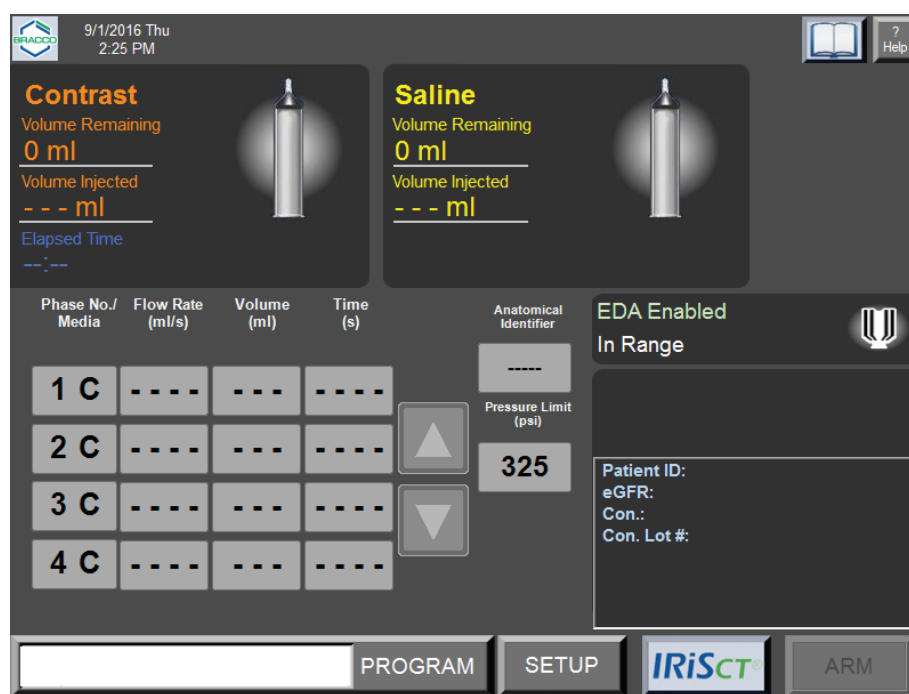 BRACCO
9/1/2016 Thu
2:25 PM
?
Help
Contrast
Volume Remaining
0 ml
Volume Injected
- - - ml
Elapsed Time
--:--
Saline
Volume Remaining
0 ml
Volume Injected
- - - ml
Phase No./ Media
Flow Rate (ml/s)
Volume (ml)
Time (s)
1 C - - - - - - - - - - -
2 C - - - - - - - - - - -
3 C - - - - - - - - - - -
4 C - - - - - - - - - - -
Anatomical
Identifier
-----
Pressure Limit
(psi)
325
EDA Enabled
In Range
Patient ID:
eGFR:
Con.:
Con. Lot #:
PROGRAM
SETUP
IRiSCT®
ARM